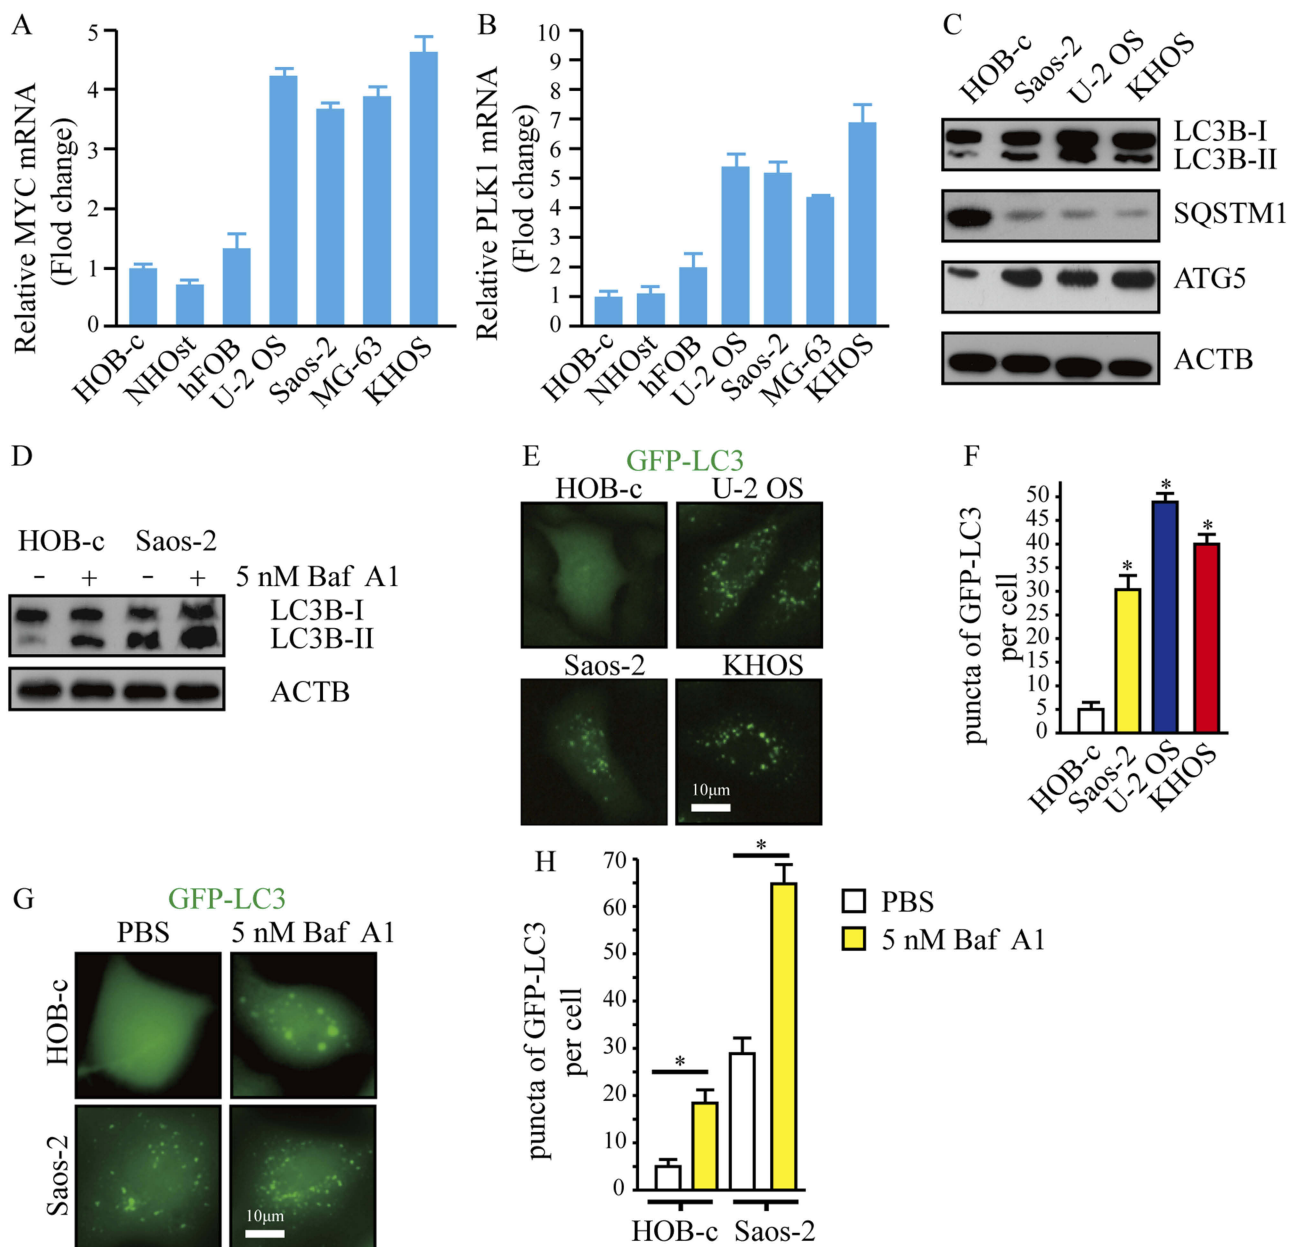 A
Relative MYC mRNA
(Flod change)
5
4
3
2
1
0
HOB-c
NHOst
hFOB
U-2 OS
Saos-2
MG-63
KHOS
B
Relative PLK1 mRNA
(Flod change)
10
9
8
7
6
5
4
3
2
1
0
HOB-c
NHOst
hFOB
U-2 OS
Saos-2
MG-63
KHOS
C
HOB-c
Saos-2
U-2 OS
KHOS
LC3B-I
LC3B-II
SQSTM1
ATG5
ACTB
D
HOB-c Saos-2
- + - + 5 nM Baf A1
LC3B-I
LC3B-II
ACTB
E
GFP-LC3
HOB-c U-2 OS
Saos-2 KHOS
10μm
F
puncta of GFP-LC3
per cell
50
45
40
35
30
25
20
15
10
5
0
*
*
*
HOB-c
Saos-2
U-2 OS
KHOS
G
GFP-LC3
PBS 5 nM Baf A1
HOB-c
Saos-2
10μm
H
puncta of GFP-LC3
per cell
70
60
50
40
30
20
10
0
*
*
HOB-c Saos-2
PBS
5 nM Baf A1